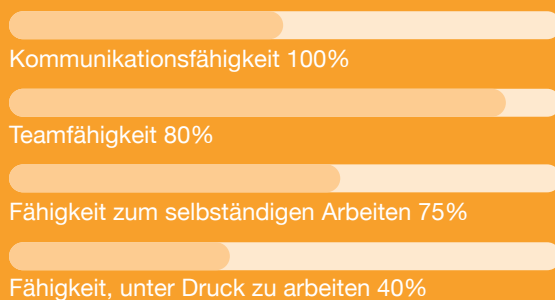 Kommunikationsfähigkeit 100%
Teamfähigkeit 80%
Fähigkeit zum selbständigen Arbeiten 75%
Fähigkeit, unter Druck zu arbeiten 40%